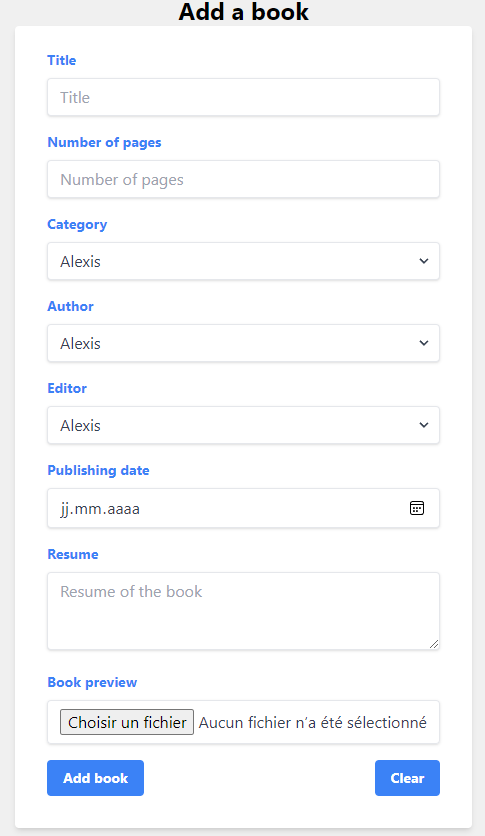 Add a book
Title
Title
Number of pages
Number of pages
Category
Alexis
Author
Alexis
Editor
Alexis
Publishing date
jj.mm.aaaa
Resume
Resume of the book
Book preview
Choisir un fichier Aucun fichier n'a été sélectionné
Add book Clear